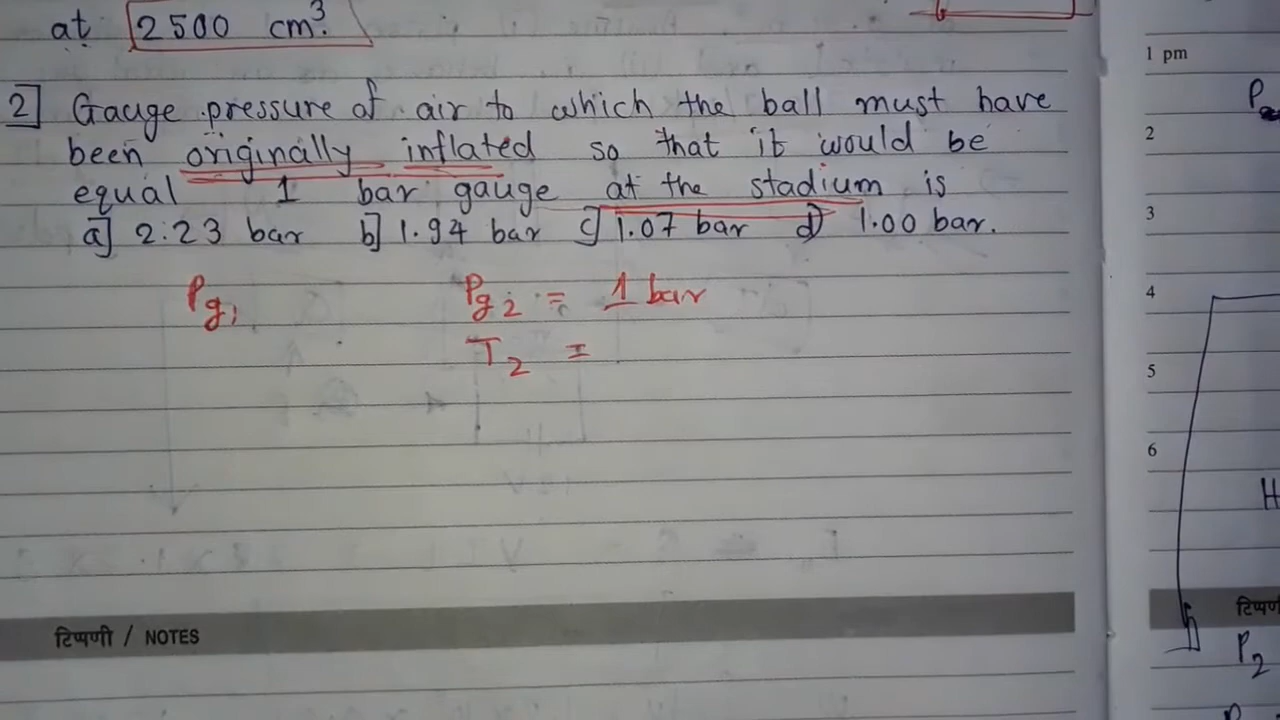 at 2500 cm³.
2] Gauge pressure of air to which the ball must have
been originally inflated so that it would be
equal 1 bar gauge at the stadium is
a] 2.23 bar b] 1.94 bar c] 1.07 bar d] 1.00 bar.
Pg1 Pg2 = 1 bar
T2 =
टिप्पणी / NOTES
1 pm
2
3
4
5
6
H
P2